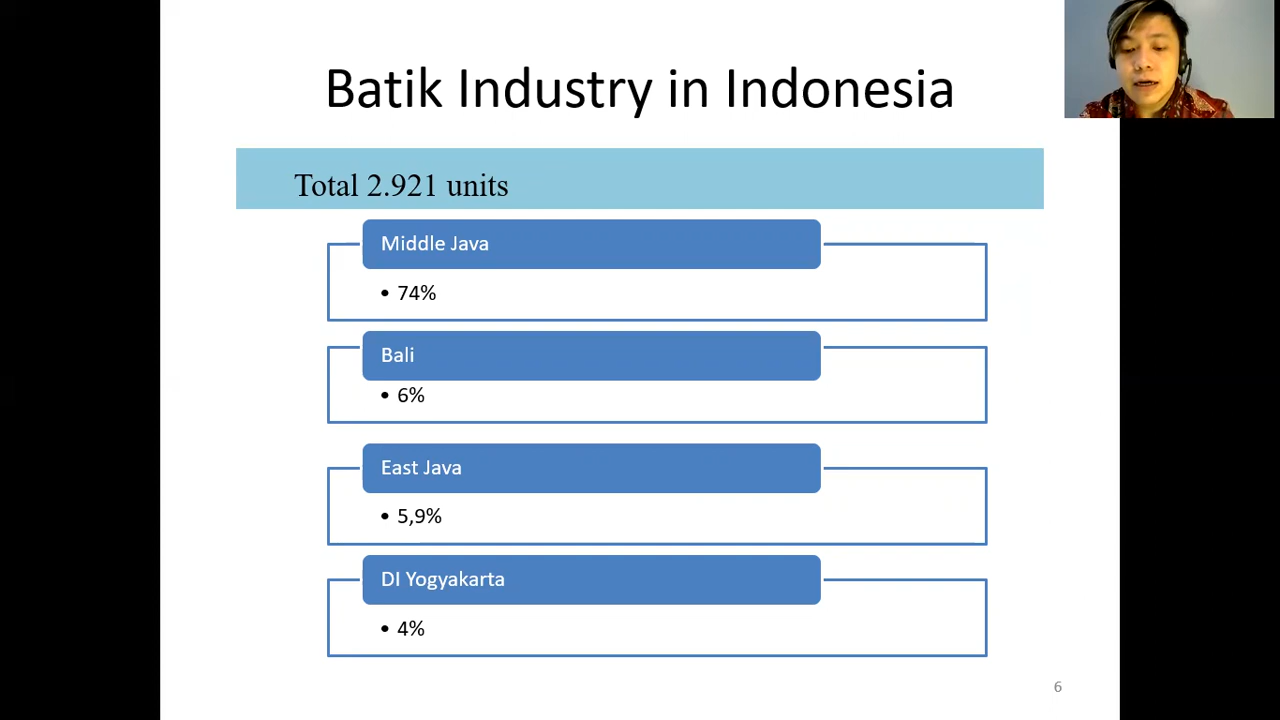 Batik Industry in Indonesia
Total 2.921 units
Middle Java
• 74%
Bali
• 6%
East Java
• 5,9%
DI Yogyakarta
• 4%
6